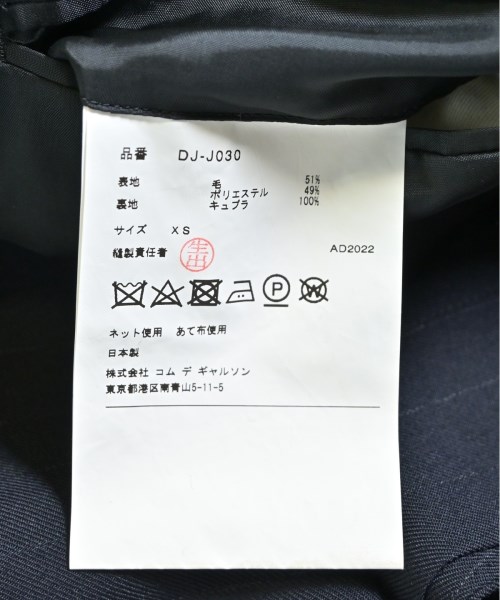 品番 DJ-J030
表地 毛 51%
ポリエステル 49%
裏地 キュプラ 100%
サイズ XS
縫製責任者 生出
AD2022
P W
ネット使用 あて布使用
日本製
株式会社 コム デ ギャルソン
東京都港区南青山5-11-5